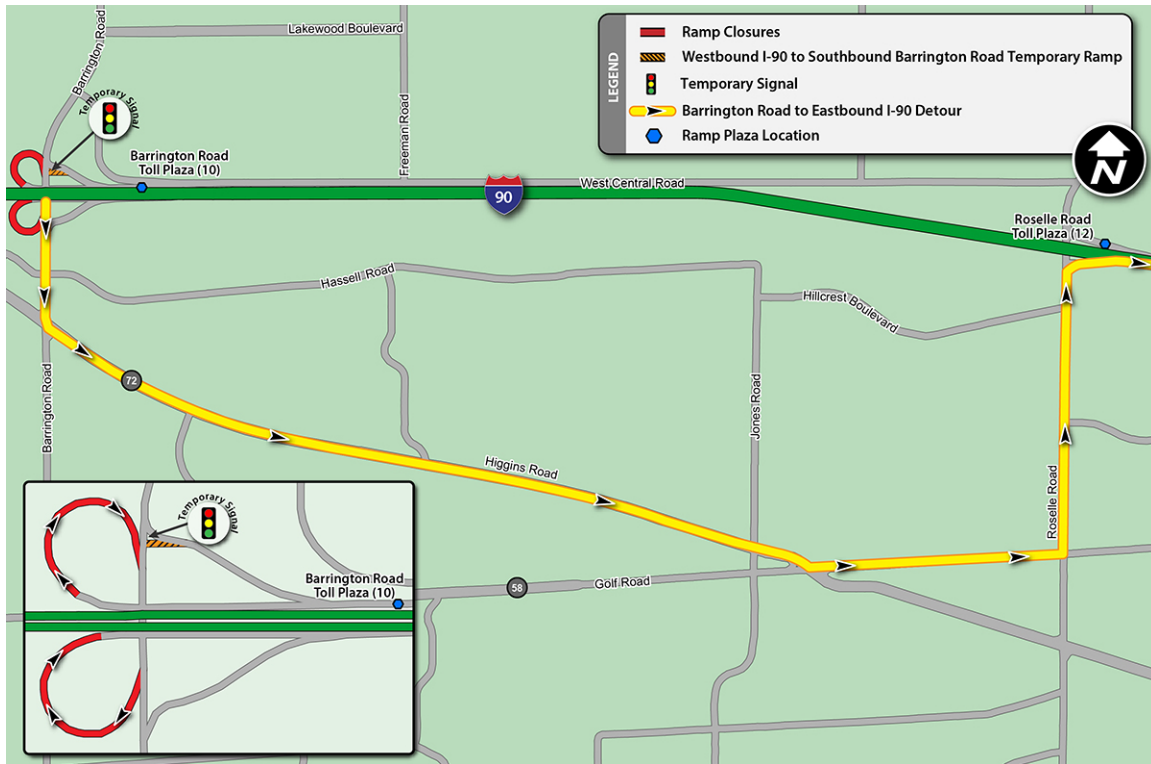 Lakewood Boulevard
Barrington Road
Temporary Signal
Freeman Road
Barrington Road
Toll Plaza (10)
LEGEND
Ramp Closures
Westbound I-90 to Southbound Barrington Road Temporary Ramp
Temporary Signal
Barrington Road to Eastbound I-90 Detour
Ramp Plaza Location
N
West Central Road
90
Roselle Road
Toll Plaza (12)
Hassell Road
Hillcrest Boulevard
72
Barrington Road
Jones Road
Higgins Road
Roselle Road
Golf Road
58
Temporary Signal
Barrington Road
Toll Plaza (10)